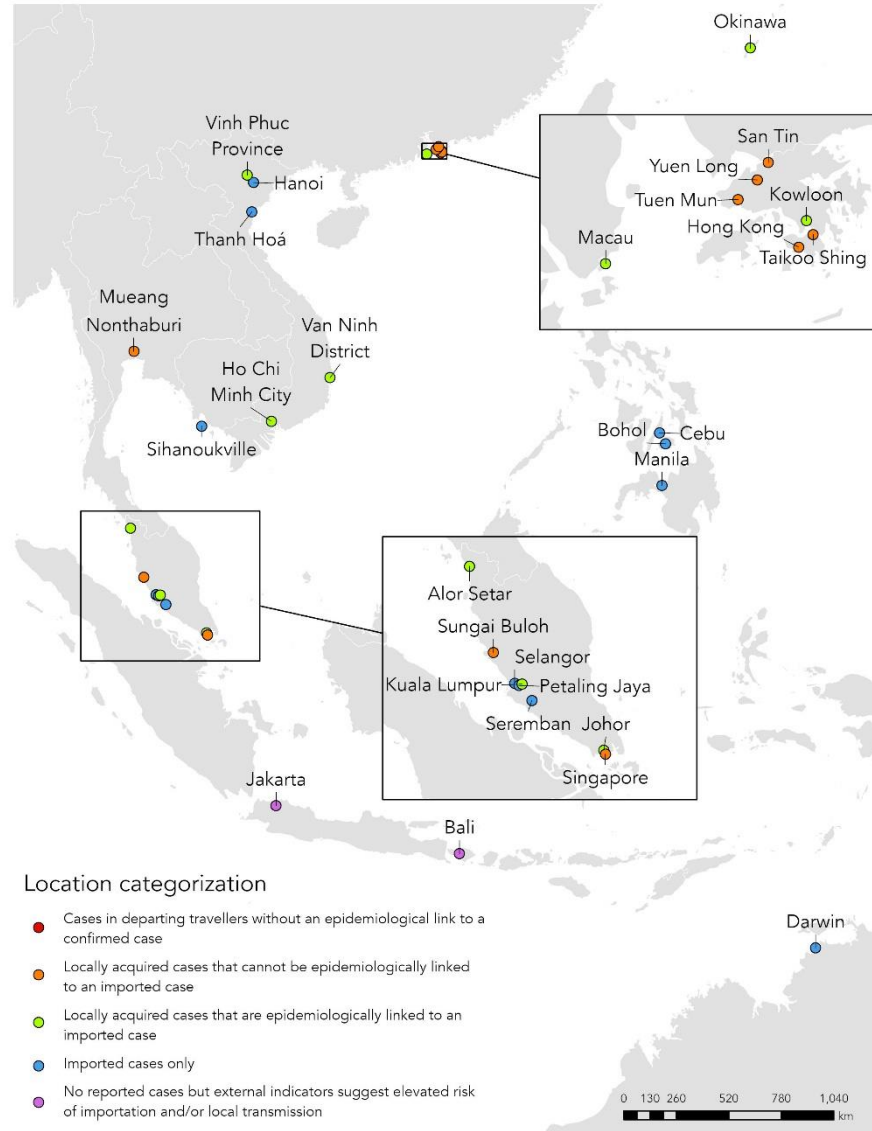 Okinawa
Vinh Phuc
Province
Hanoi
Thanh Hoá
San Tin
Yuen Long
Tuen Mun
Kowloon
Hong Kong
Macau
Taikoo Shing
Mueang
Nonthaburi
Van Ninh
District
Ho Chi
Minh City
Sihanoukville
Bohol
Cebu
Manila
Alor Setar
Sungai Buloh
Selangor
Kuala Lumpur
Petaling Jaya
Seremban
Johor
Singapore
Jakarta
Bali
Darwin
Location categorization
Cases in departing travellers without an epidemiological link to a
confirmed case
Locally acquired cases that cannot be epidemiologically linked
to an imported case
Locally acquired cases that are epidemiologically linked to an
imported case
Imported cases only
No reported cases but external indicators suggest elevated risk
of importation and/or local transmission
0 130 260 520 780 1,040
km